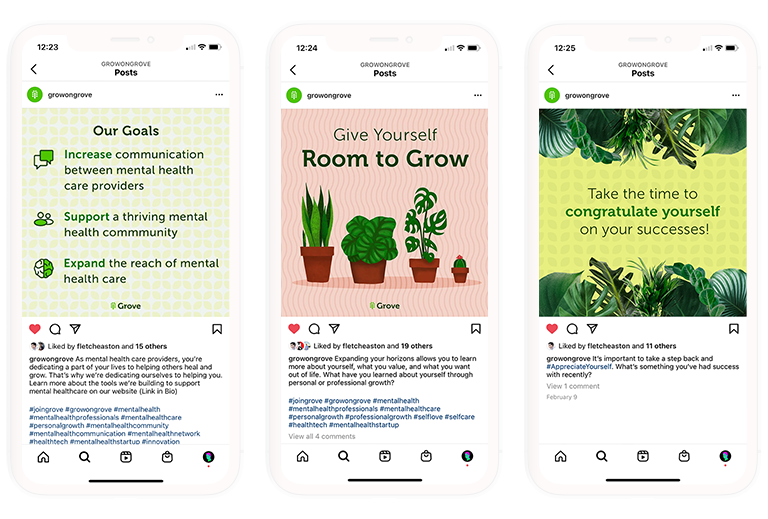 12:23
GROWONGROVE
Posts
growongrove
Our Goals
Increase communication
between mental health
care providers
Support a thriving mental
health commmunity
Expand the reach of mental
health care
Grove
Liked by fletcheaston and 15 others
growongrove As mental health care providers, you're
dedicating a part of your lives to helping others heal and
grow. That's why we're dedicating ourselves to helping you.
Learn more about the tools we're building to support
mental healthcare on our website (Link in Bio)
#joingrove #growongrove #mentalhealth
#mentalhealthprofessionals #mentalhealthcare
#personalgrowth #mentalhealthcommunity
#mentalhealthcommunication #mentalhealthnetwork
#healthtech #mentalhealthstartup #innovation
12:24
GROWONGROVE
Posts
growongrove
Give Yourself
Room to Grow
Grove
Liked by fletcheaston and 19 others
growongrove Expanding your horizons allows you to learn
more about yourself, what you value, and what you want
out of life. What have you learned about yourself through
personal or professional growth?
#joingrove #growongrove #mentalhealth
#mentalhealthprofessionals #mentalhealthcare
#personalgrowth #professionalgrowth #selflove #selfcare
#healthtech #mentalhealthstartup
View all 4 comments
12:25
GROWONGROVE
Posts
growongrove
Take the time to
congratulate yourself
on your successes!
Liked by fletcheaston and 11 others
growongrove It's important to take a step back and
#AppreciateYourself. What's something you've had success
with recently?
View 1 comment
February 9